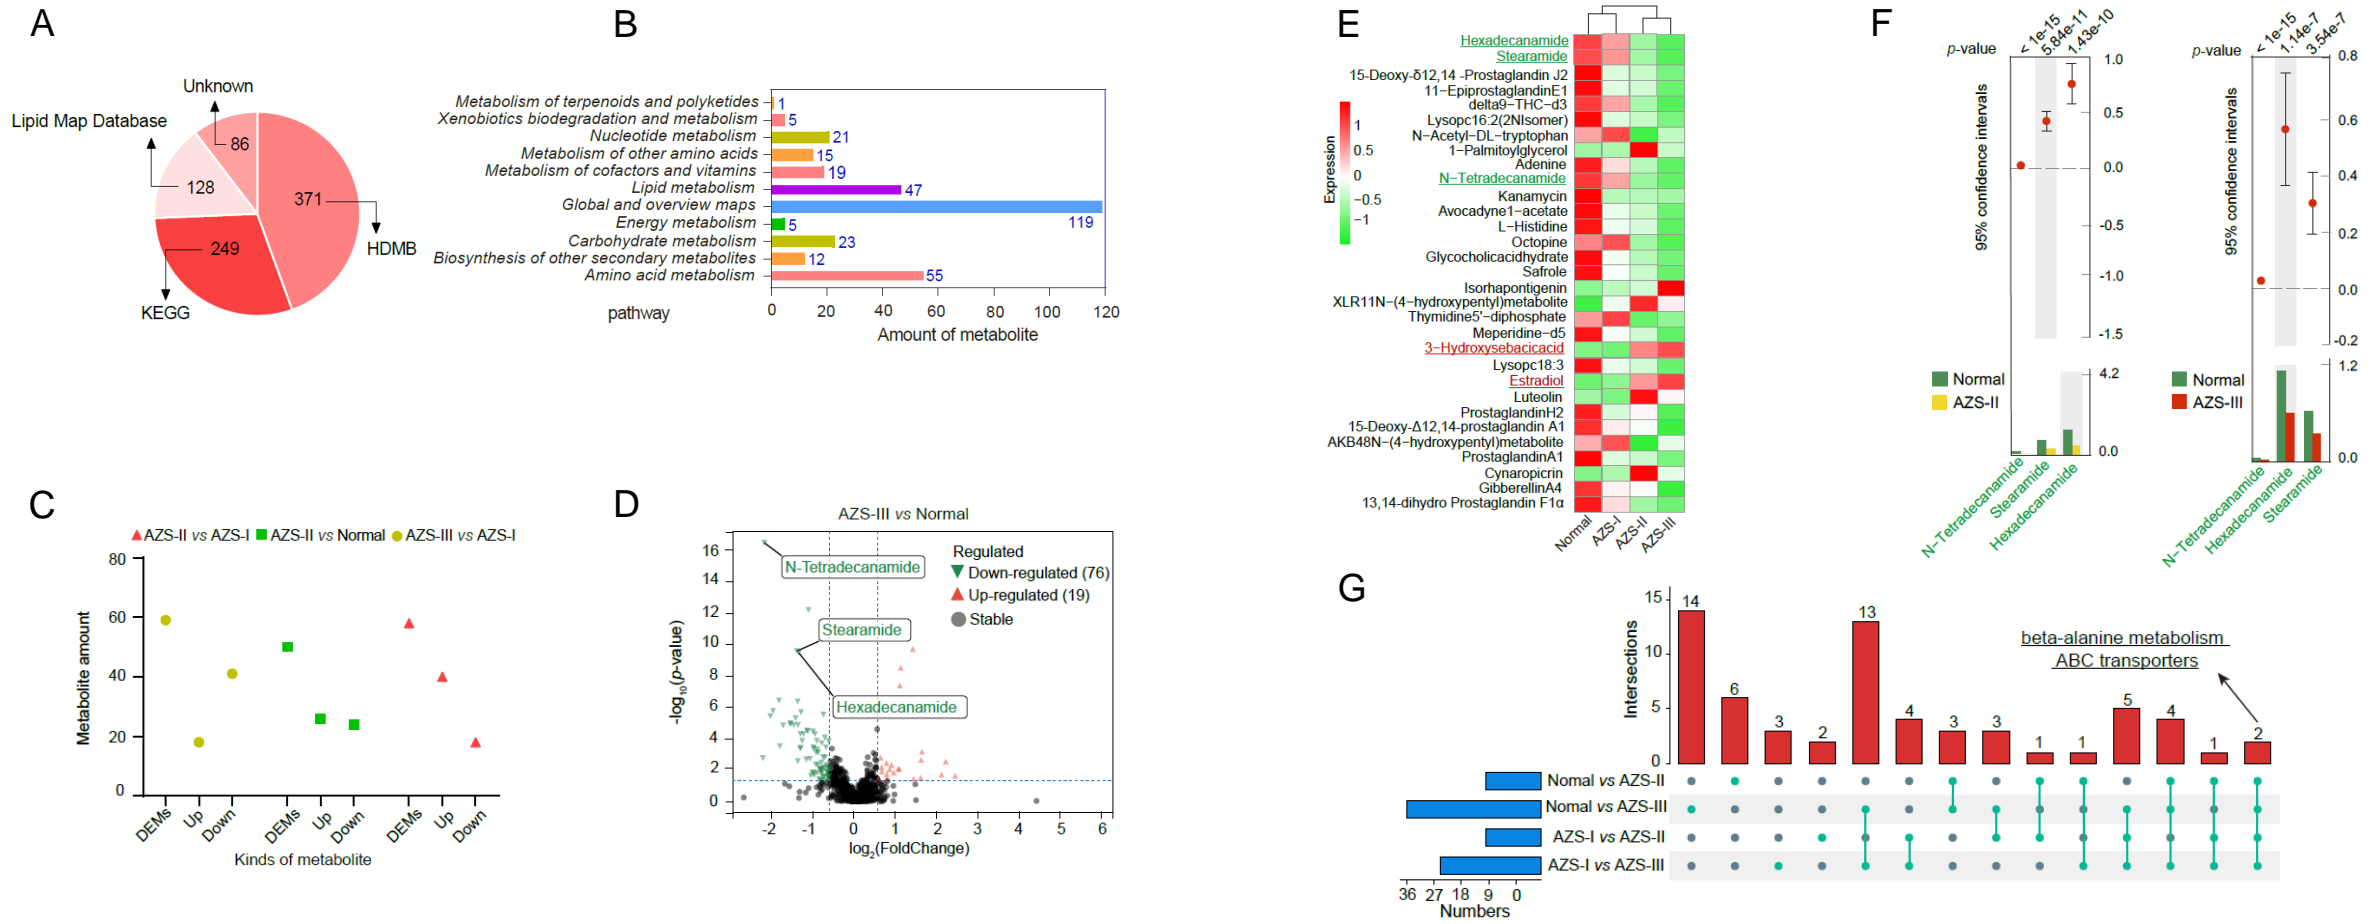 A
Unknown
Lipid Map Database
86
128
371
249
HDMB
KEGG
B
Metabolism of terpenoids and polyketides
1
Xenobiotics biodegradation and metabolism
5
Nucleotide metabolism
21
Metabolism of other amino acids
15
Metabolism of cofactors and vitamins
19
Lipid metabolism
47
Global and overview maps
119
Energy metabolism
5
Carbohydrate metabolism
23
Biosynthesis of other secondary metabolites
12
Amino acid metabolism
55
0 20 40 60 80 100 120
pathway
Amount of metabolite
C
AZS-II vs AZS-I AZS-II vs Normal AZS-III vs AZS-I
Metabolite amount
80
60
40
20
0
DEMs Up Down DEMs Up Down DEMs Up Down
Kinds of metabolite
D
AZS-III vs Normal
-log10(p-value)
16
14
12
10
8
6
4
2
0
N-Tetradecanamide
Stearamide
Hexadecanamide
Regulated
Down-regulated (76)
Up-regulated (19)
Stable
-2 -1 0 1 2 3 4 5 6
log2(FoldChange)
E
Expression
1
0.5
0
−0.5
−1
Hexadecanamide
Stearamide
15-Deoxy-δ12,14 -Prostaglandin J2
11-EpiprostaglandinE1
delta9−THC−d3
Lysopc16:2(2NIsomer)
N−Acetyl−DL−tryptophan
1−Palmitoylglycerol
Adenine
N−Tetradecanamide
Kanamycin
Avocadyne1−acetate
L−Histidine
Octopine
Glycocholicacidhydrate
Safrole
Isorhapontigenin
XLR11N−(4−hydroxypentyl)metabolite
Thymidine5'−diphosphate
Meperidine−d5
3−Hydroxysebacicacid
Lysopc18:3
Estradiol
Luteolin
ProstaglandinH2
15-Deoxy-Δ12,14-prostaglandin A1
AKB48N−(4−hydroxypentyl)metabolite
ProstaglandinA1
Cynaropicrin
GibberellinA4
13,14-dihydro Prostaglandin F1α
Normal AZS-I AZS-II AZS-III
F
p-value
< 1e-15
5.84e-11
1.43e-10
95% confidence intervals
1.0
0.5
0.0
-0.5
-1.0
-1.5
4.2
0.0
Normal
AZS-II
N−Tetradecanamide
Stearamide
Hexadecanamide
p-value
< 1e-15
1.14e-7
3.54e-7
95% confidence intervals
0.8
0.6
0.4
0.2
0.0
-0.2
1.2
0.0
Normal
AZS-III
N−Tetradecanamide
Hexadecanamide
Stearamide
G
Intersections
15
10
5
0
14 6 3 2 13 4 3 3 1 1 5 4 1 2
beta-alanine metabolism
ABC transporters
Nomal vs AZS-II
Nomal vs AZS-III
AZS-I vs AZS-II
AZS-I vs AZS-III
36 27 18 9 0
Numbers